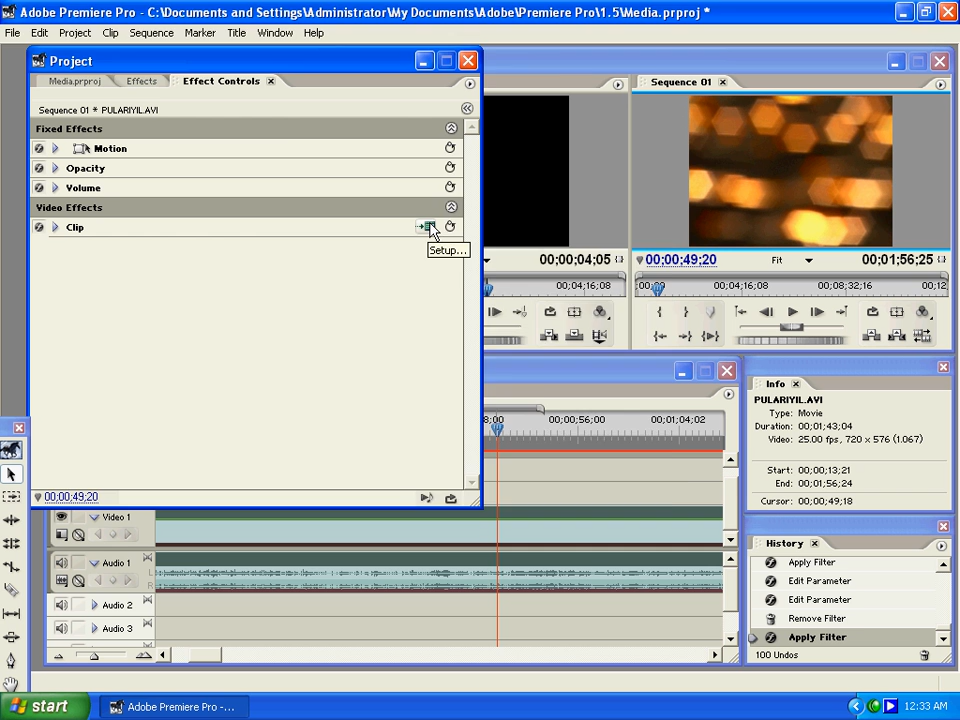 Adobe Premiere Pro - C:\Documents and Settings\Administrator\My Documents\Adobe\Premiere Pro\1.5\Media.prproj *
File Edit Project Clip Sequence Marker Title Window Help
Project
Media.prproj Effects Effect Controls
Sequence 01 * PULARIYIL.AVI
Fixed Effects
Motion
Opacity
Volume
Video Effects
Clip
Setup...
00;00;49;20
00;00;04;05
00;04;16;08
Sequence 01
00;00;49;20 Fit 00;01;56;25
;00;00 00;04;16;08 00;08;32;16 00;12
8;00 00;00;56;00 00;01;04;02
Video 1
Audio 1
L
R
Audio 2
Audio 3
Info
PULARIYIL.AVI
Type: Movie
Duration: 00;01;43;04
Video: 25.00 fps, 720 x 576 (1.067)
Start: 00;00;13;21
End: 00;01;56;24
Cursor: 00;00;49;18
History
Apply Filter
Edit Parameter
Edit Parameter
Remove Filter
Apply Filter
100 Undos
start
Adobe Premiere Pro -...
12:33 AM